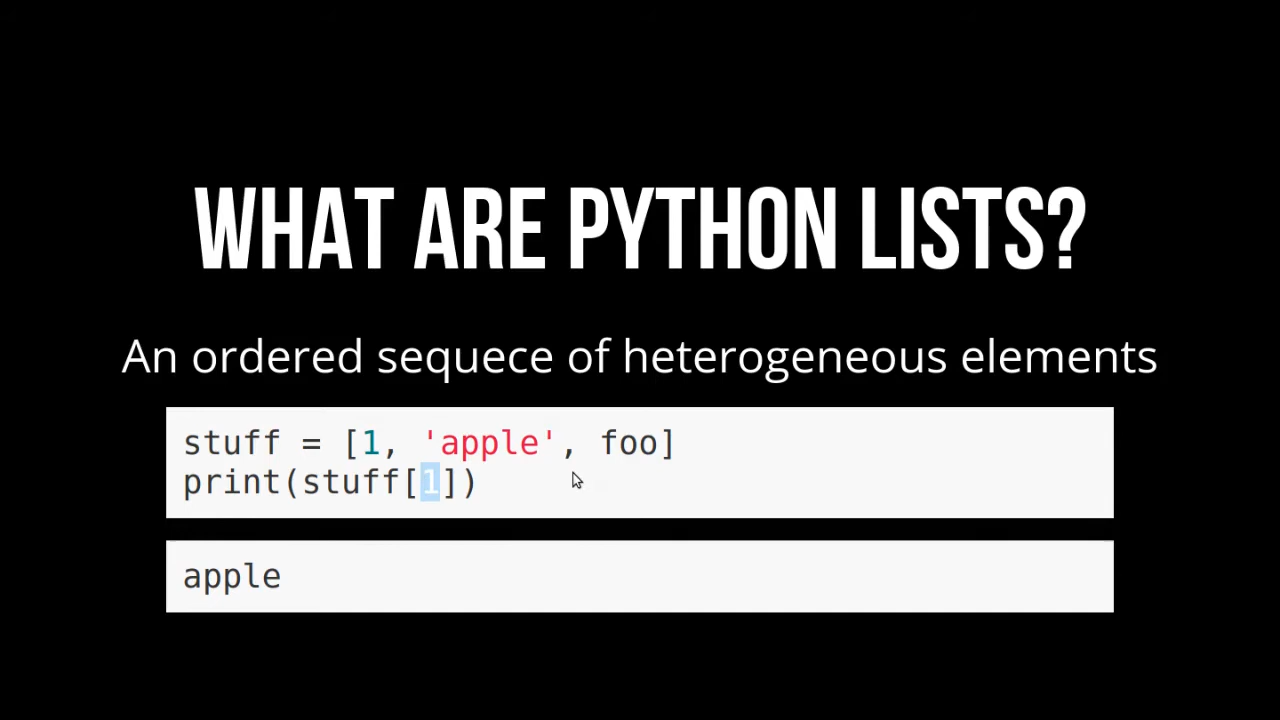 WHAT ARE PYTHON LISTS?
An ordered sequece of heterogeneous elements
stuff = [1, 'apple', foo]
print(stuff[1])
apple